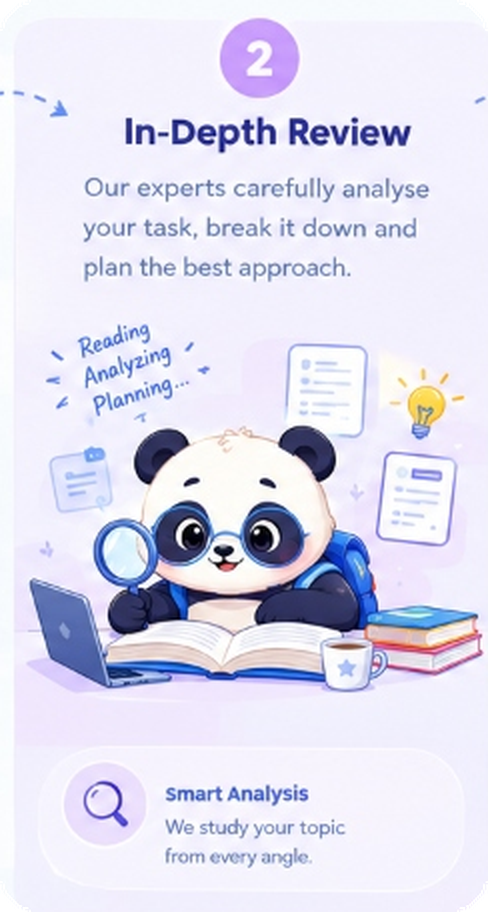 2
In-Depth Review
Our experts carefully analyse
your task, break it down and
plan the best approach.
Reading
Analyzing
Planning...
Smart Analysis
We study your topic
from every angle.